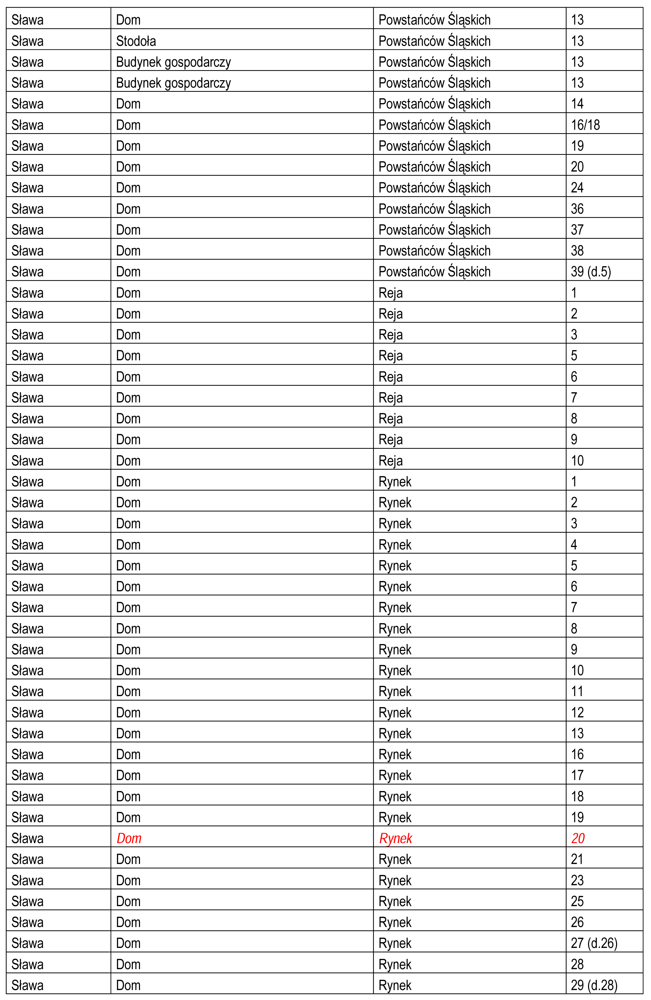 Sława Dom Powstańców Śląskich 13
Sława Stodoła Powstańców Śląskich 13
Sława Budynek gospodarczy Powstańców Śląskich 13
Sława Budynek gospodarczy Powstańców Śląskich 13
Sława Dom Powstańców Śląskich 14
Sława Dom Powstańców Śląskich 16/18
Sława Dom Powstańców Śląskich 19
Sława Dom Powstańców Śląskich 20
Sława Dom Powstańców Śląskich 24
Sława Dom Powstańców Śląskich 36
Sława Dom Powstańców Śląskich 37
Sława Dom Powstańców Śląskich 38
Sława Dom Powstańców Śląskich 39 (d.5)
Sława Dom Reja 1
Sława Dom Reja 2
Sława Dom Reja 3
Sława Dom Reja 5
Sława Dom Reja 6
Sława Dom Reja 7
Sława Dom Reja 8
Sława Dom Reja 9
Sława Dom Reja 10
Sława Dom Rynek 1
Sława Dom Rynek 2
Sława Dom Rynek 3
Sława Dom Rynek 4
Sława Dom Rynek 5
Sława Dom Rynek 6
Sława Dom Rynek 7
Sława Dom Rynek 8
Sława Dom Rynek 9
Sława Dom Rynek 10
Sława Dom Rynek 11
Sława Dom Rynek 12
Sława Dom Rynek 13
Sława Dom Rynek 16
Sława Dom Rynek 17
Sława Dom Rynek 18
Sława Dom Rynek 19
Sława Dom Rynek 20
Sława Dom Rynek 21
Sława Dom Rynek 23
Sława Dom Rynek 25
Sława Dom Rynek 26
Sława Dom Rynek 27 (d.26)
Sława Dom Rynek 28
Sława Dom Rynek 29 (d.28)